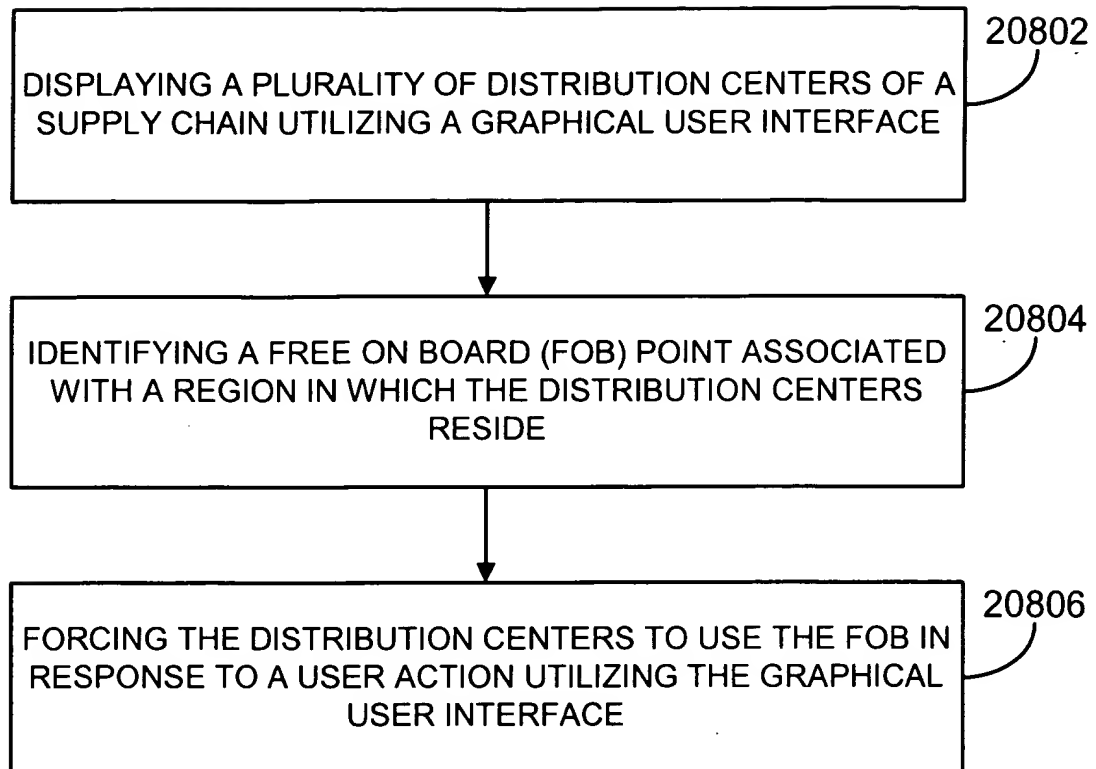 20802
DISPLAYING A PLURALITY OF DISTRIBUTION CENTERS OF A
SUPPLY CHAIN UTILIZING A GRAPHICAL USER INTERFACE
20804
IDENTIFYING A FREE ON BOARD (FOB) POINT ASSOCIATED
WITH A REGION IN WHICH THE DISTRIBUTION CENTERS
RESIDE
20806
FORCING THE DISTRIBUTION CENTERS TO USE THE FOB IN
RESPONSE TO A USER ACTION UTILIZING THE GRAPHICAL
USER INTERFACE